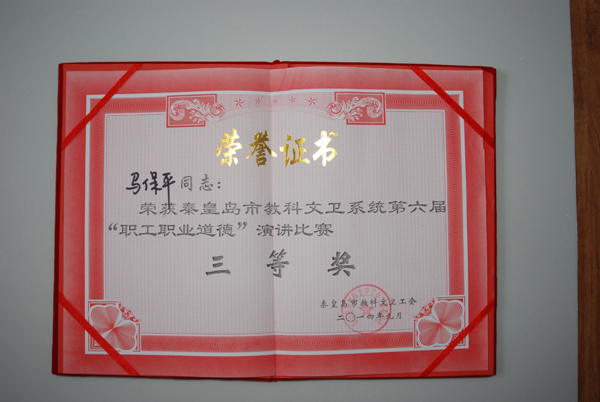 荣誉证书
马保平同志：
荣获秦皇岛市教科文卫系统第六届
“职工职业道德”演讲比赛
三等奖
秦皇岛市教科文卫工会
二〇一四年九月